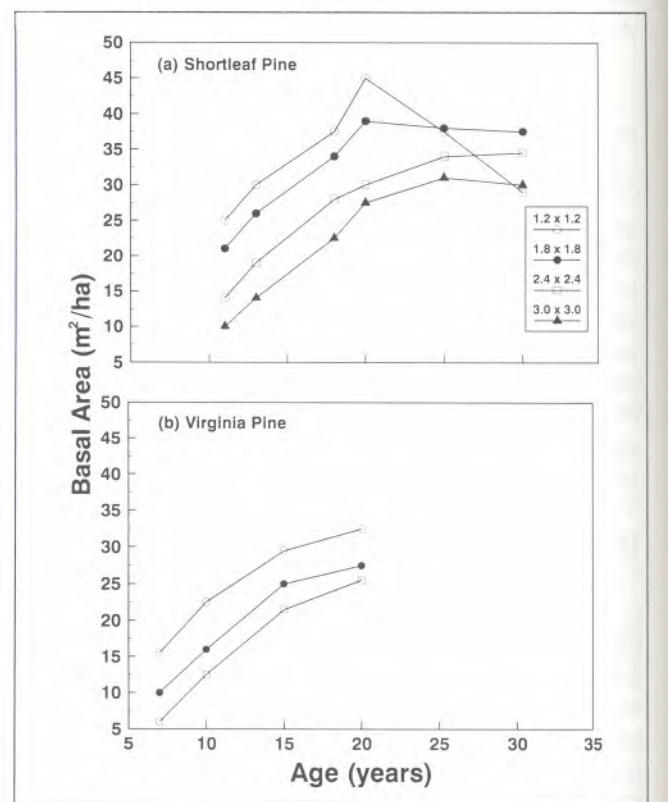 50
(a) Shortleaf Pine
45
40
35
30
25
20
15
10
5
1.2 x 1.2
1.8 x 1.8
2.4 x 2.4
3.0 x 3.0
Basal Area (m²/ha)
50
(b) Virginia Pine
45
40
35
30
25
20
15
10
5
5 10 15 20 25 30 35
Age (years)